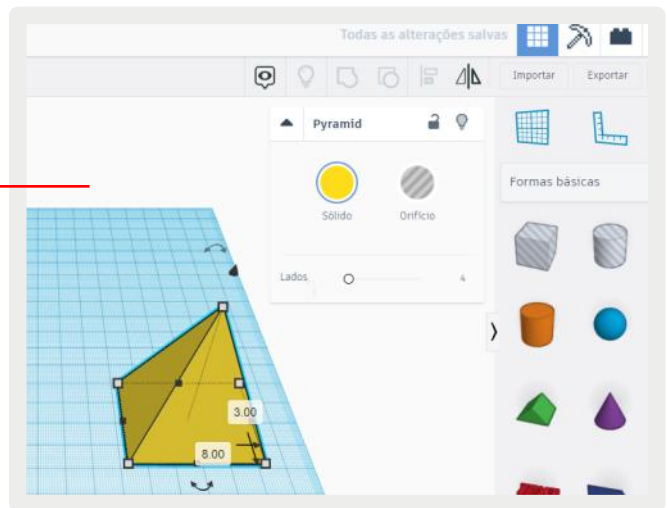 Todas as alterações salvas
Importar
Exportar
Pyramid
Sólido
Orifício
Lados
4
Formas básicas
3.00
8.00